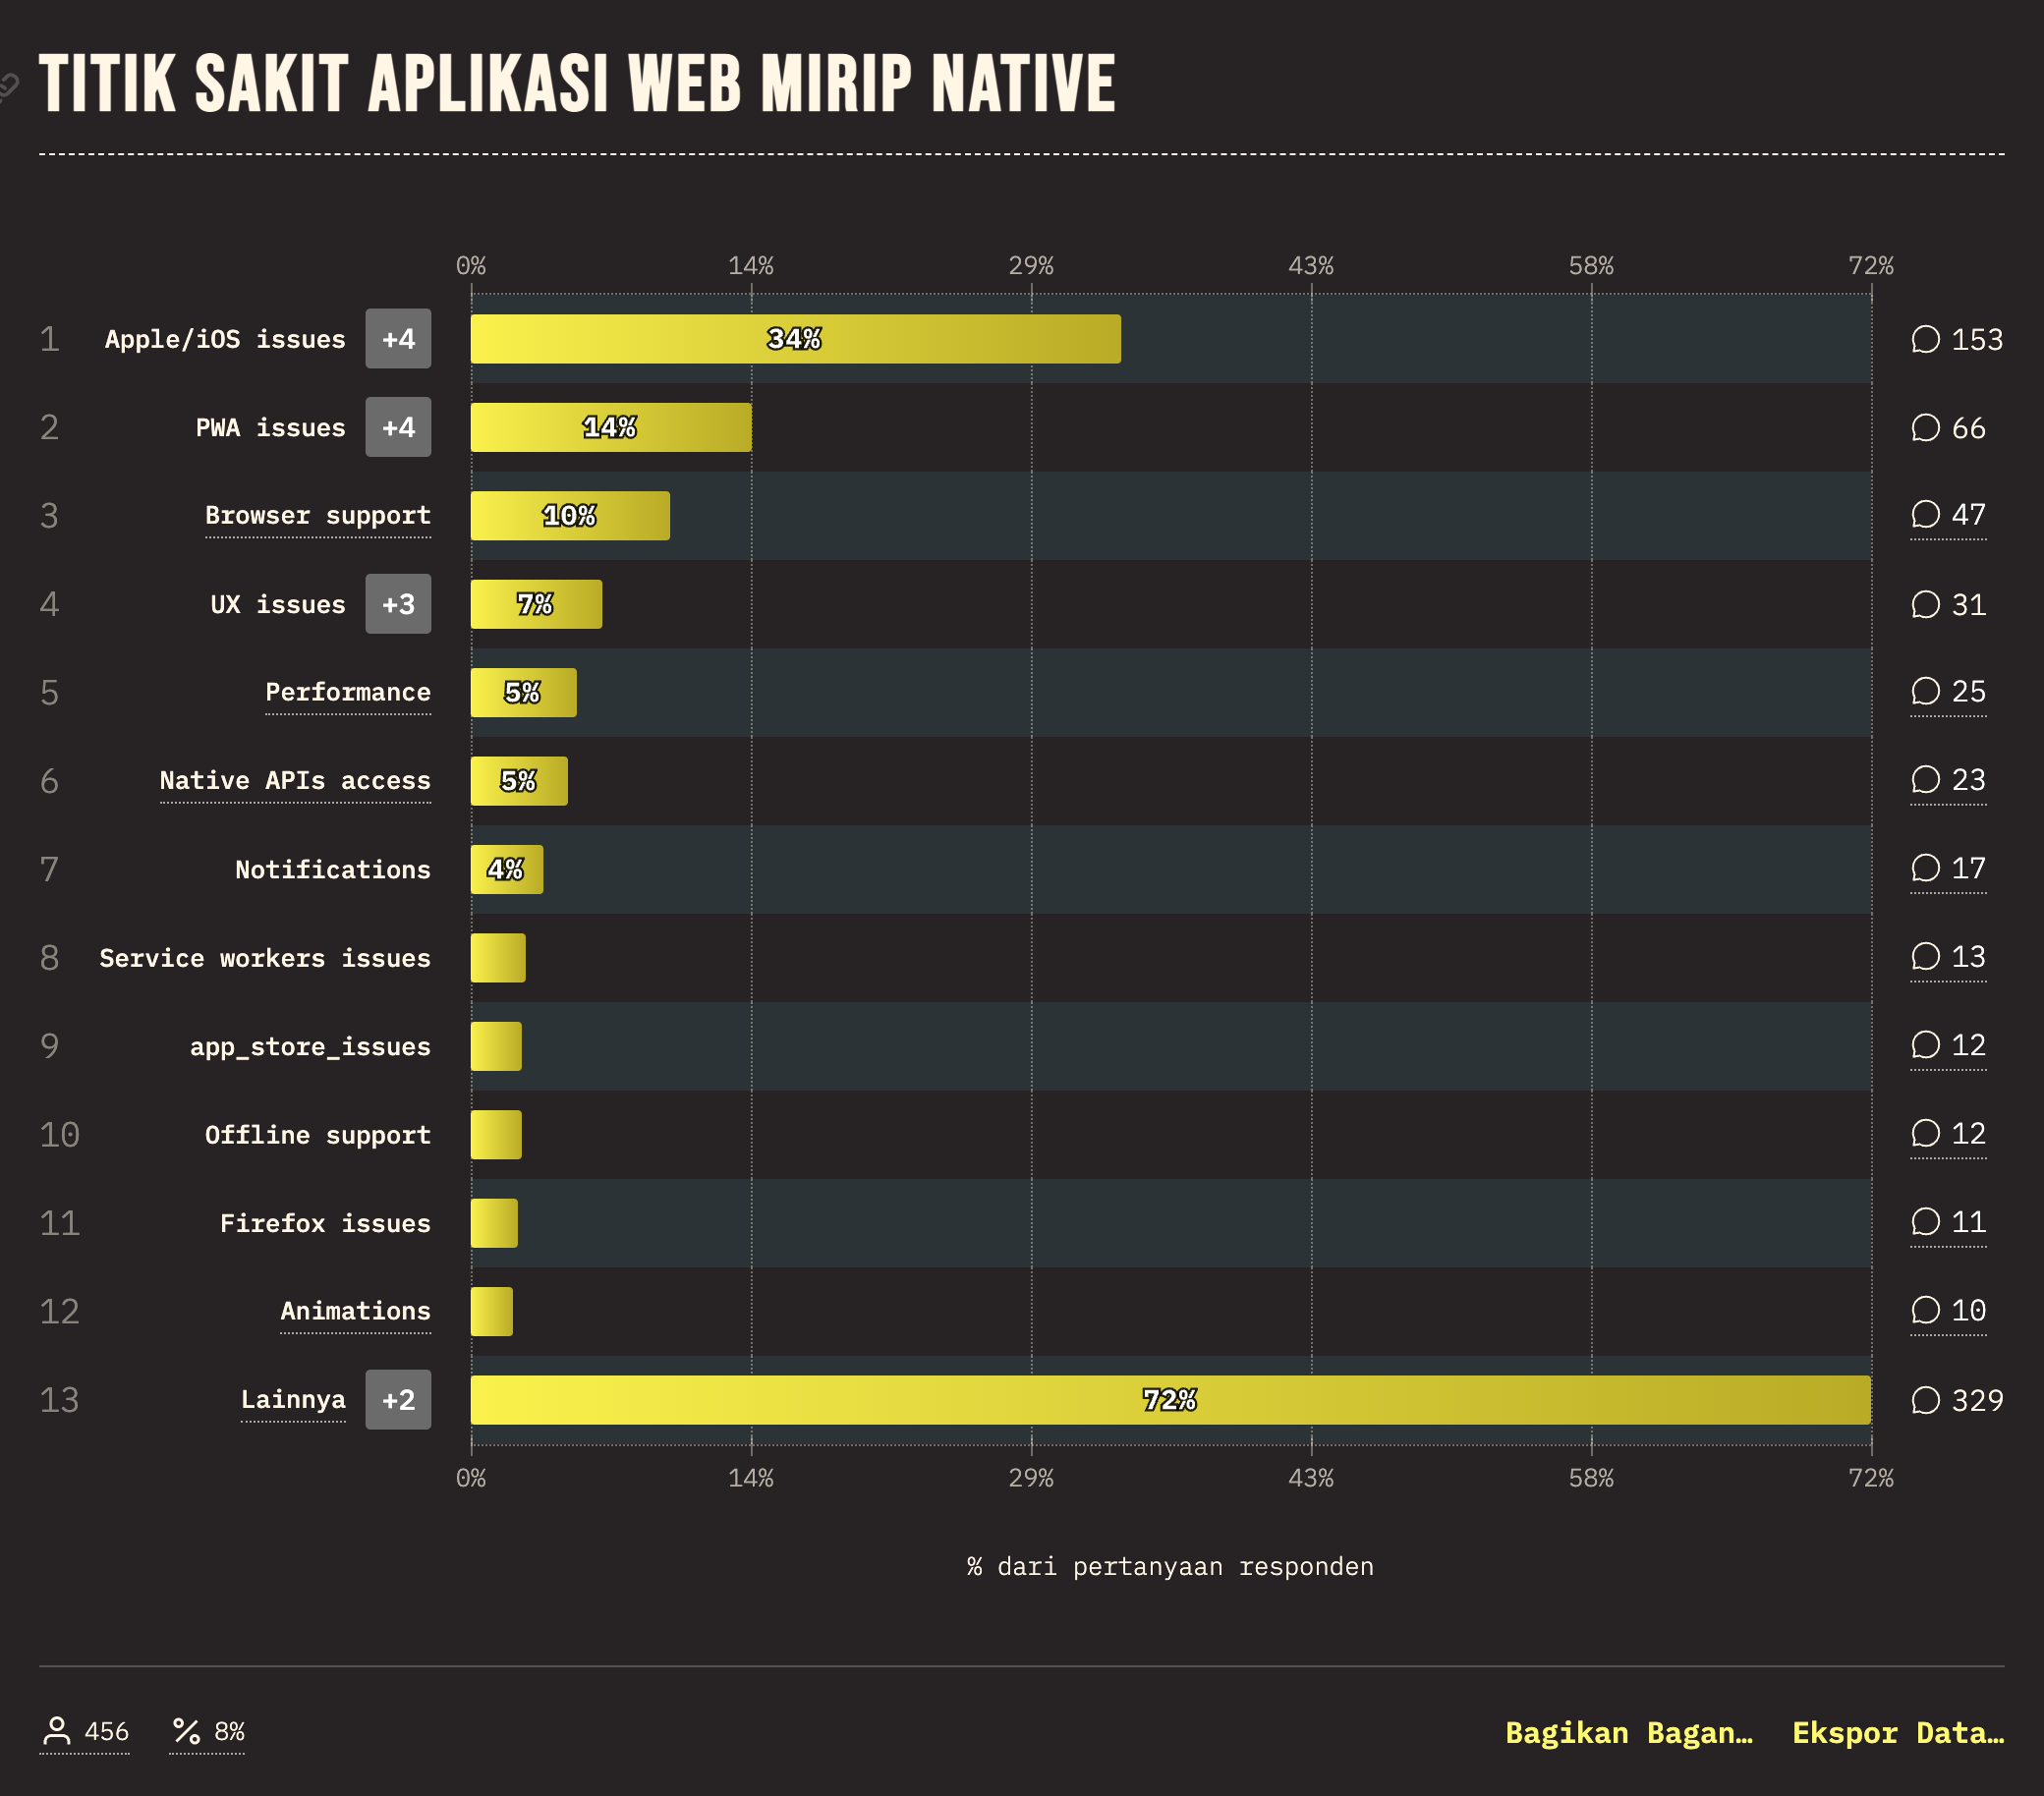 TITIK SAKIT APLIKASI WEB MIRIP NATIVE
0% 14% 29% 43% 58% 72%
1 Apple/iOS issues +4 34% 153
2 PWA issues +4 14% 66
3 Browser support 10% 47
4 UX issues +3 7% 31
5 Performance 5% 25
6 Native APIs access 5% 23
7 Notifications 4% 17
8 Service workers issues 13
9 app_store_issues 12
10 Offline support 12
11 Firefox issues 11
12 Animations 10
13 Lainnya +2 72% 329
0% 14% 29% 43% 58% 72%
% dari pertanyaan responden
456 % 8% Bagikan Bagan… Ekspor Data…